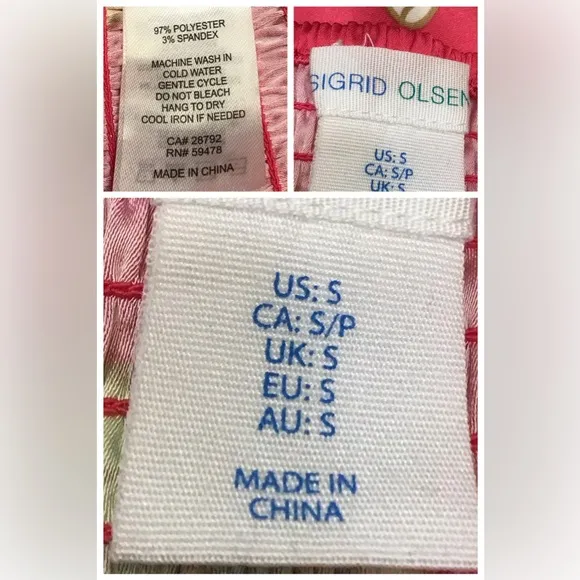 97% POLYESTER
3% SPANDEX
MACHINE WASH IN
COLD WATER
GENTLE CYCLE
DO NOT BLEACH
HANG TO DRY
COOL IRON IF NEEDED
CA# 28792
RN# 59478
MADE IN CHINA
SIGRID OLSEN
US: S
CA: S/P
UK: S
US: S
CA: S/P
UK: S
EU: S
AU: S
MADE IN
CHINA